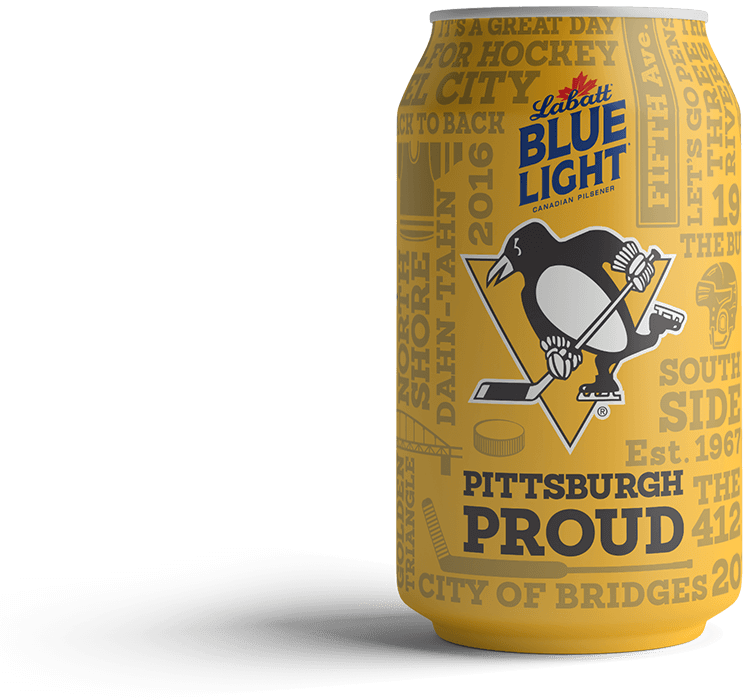 IT'S A GREAT DAY
FOR HOCKEY
EL CITY
CK TO BACK
Labatt
BLUE
LIGHT
CANADIAN PILSENER
FIFTH Ave.
LET'S GO PENS
THREE
RIVE
19
THE BU
2016
NORTH
SHORE
DAHN-TAHN
SOUTH
SIDE
Est. 1967
®
PITTSBURGH
PROUD
THE
412
GOLDEN
TRIANGLE
CITY OF BRIDGES
20